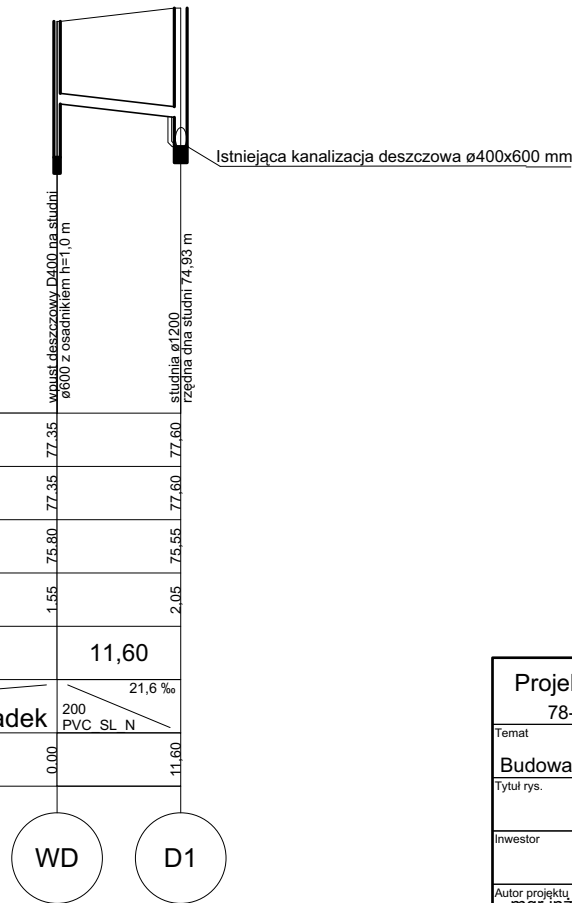 Istniejąca kanalizacja deszczowa ø400x600 mm
wpust deszczowy D400 na studni
ø600 z osadnikiem h=1,0 m
studnia ø1200
rzędna dna studni 74,93 m
77.35 77,60
77.35 77,60
75.80 75,55
1.55 2,05
11,60
21,6 ‰
adek 200
PVC SL N
0.00 11,60
WD D1
Projek
78-
Temat
Budowa
Tytuł rys.
Inwestor
Autor projektu
mgr inż